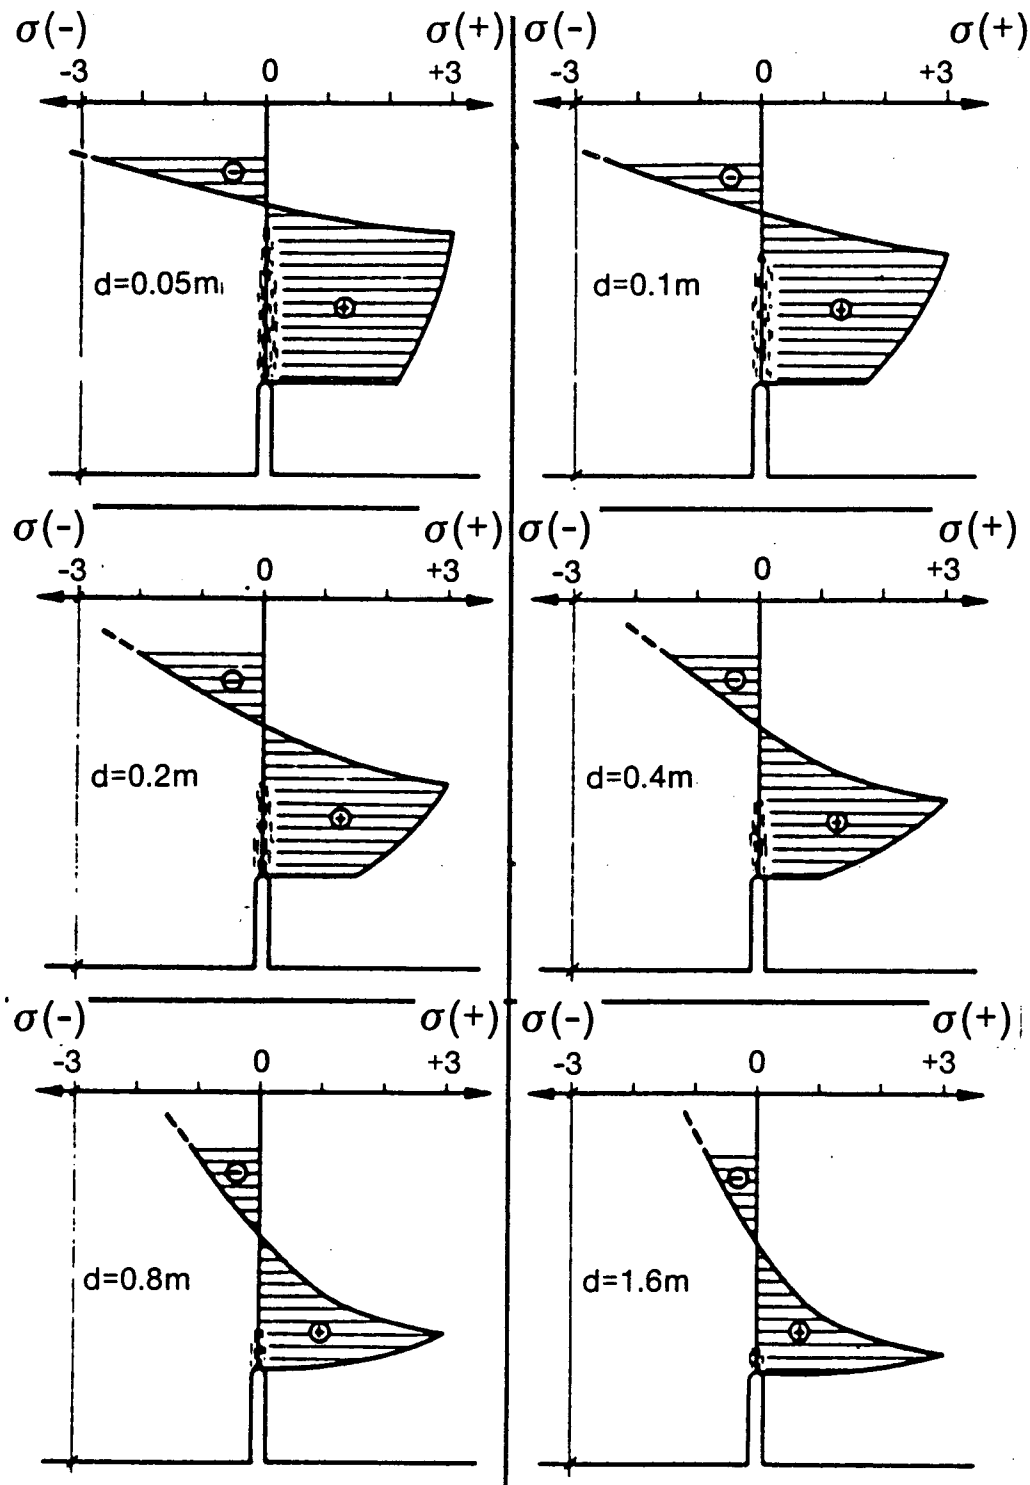 σ(-) σ(+) σ(-) σ(+)
-3 0 +3 -3 0 +3
⊖ ⊖
d=0.05m d=0.1m
⊕ ⊕
σ(-) σ(+) σ(-) σ(+)
-3 0 +3 -3 0 +3
⊖ ⊖
d=0.2m d=0.4m
⊕ ⊕
σ(-) σ(+) σ(-) σ(+)
-3 0 +3 -3 0 +3
⊖ ⊖
d=0.8m d=1.6m
⊕ ⊕